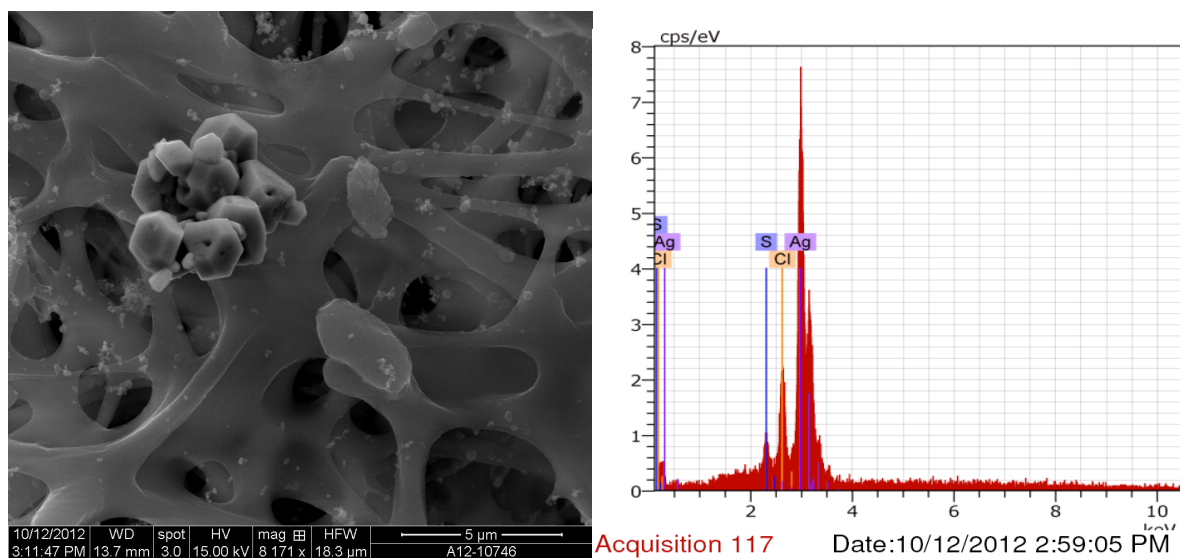 10/12/2012 WD spot HV mag ⊞ HFW 5 µm
3:11:47 PM 13.7 mm 3.0 15.00 kV 8 171 x 18.3 µm A12-10746
cps/eV
8
7
6
5
4
3
2
1
0
S
Ag
Cl
S
Ag
Cl
2 4 6 8 10
keV
Acquisition 117 Date:10/12/2012 2:59:05 PM